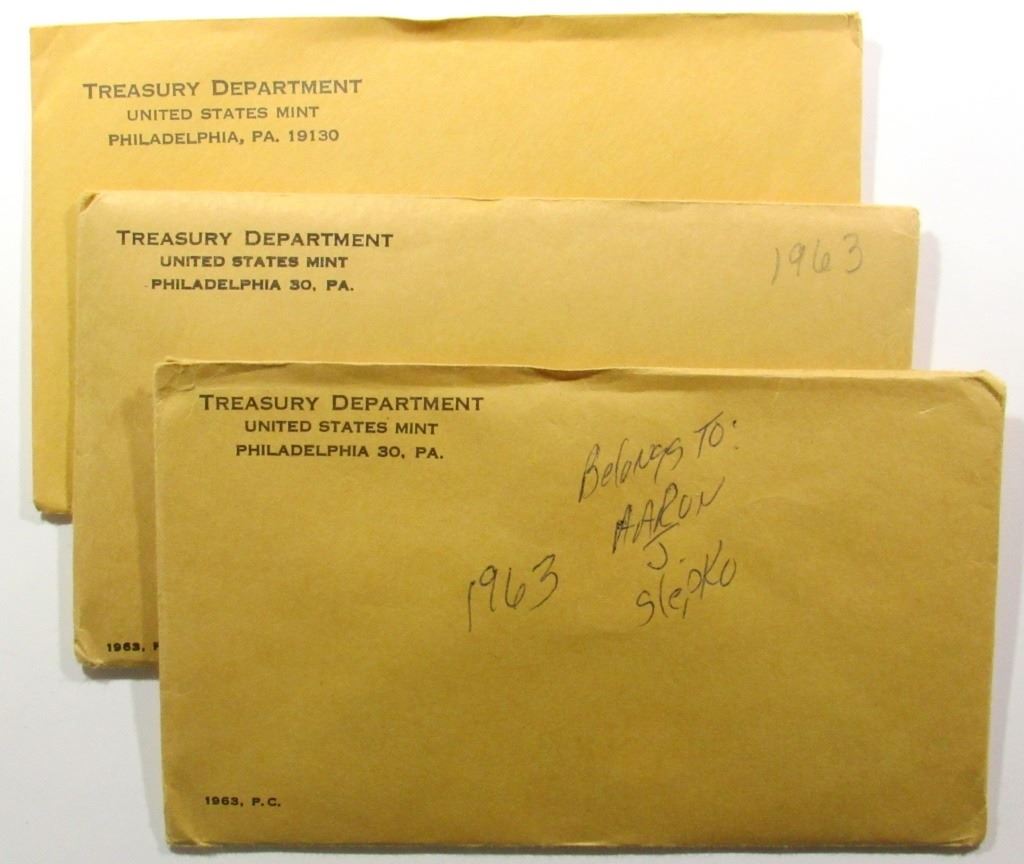 TREASURY DEPARTMENT
UNITED STATES MINT
PHILADELPHIA, PA. 19130
TREASURY DEPARTMENT
UNITED STATES MINT
PHILADELPHIA 30, PA.
1963
1963, P
TREASURY DEPARTMENT
UNITED STATES MINT
PHILADELPHIA 30, PA.
Belongs To:
AARON
J.
Slepko
1963
1963, P.C.